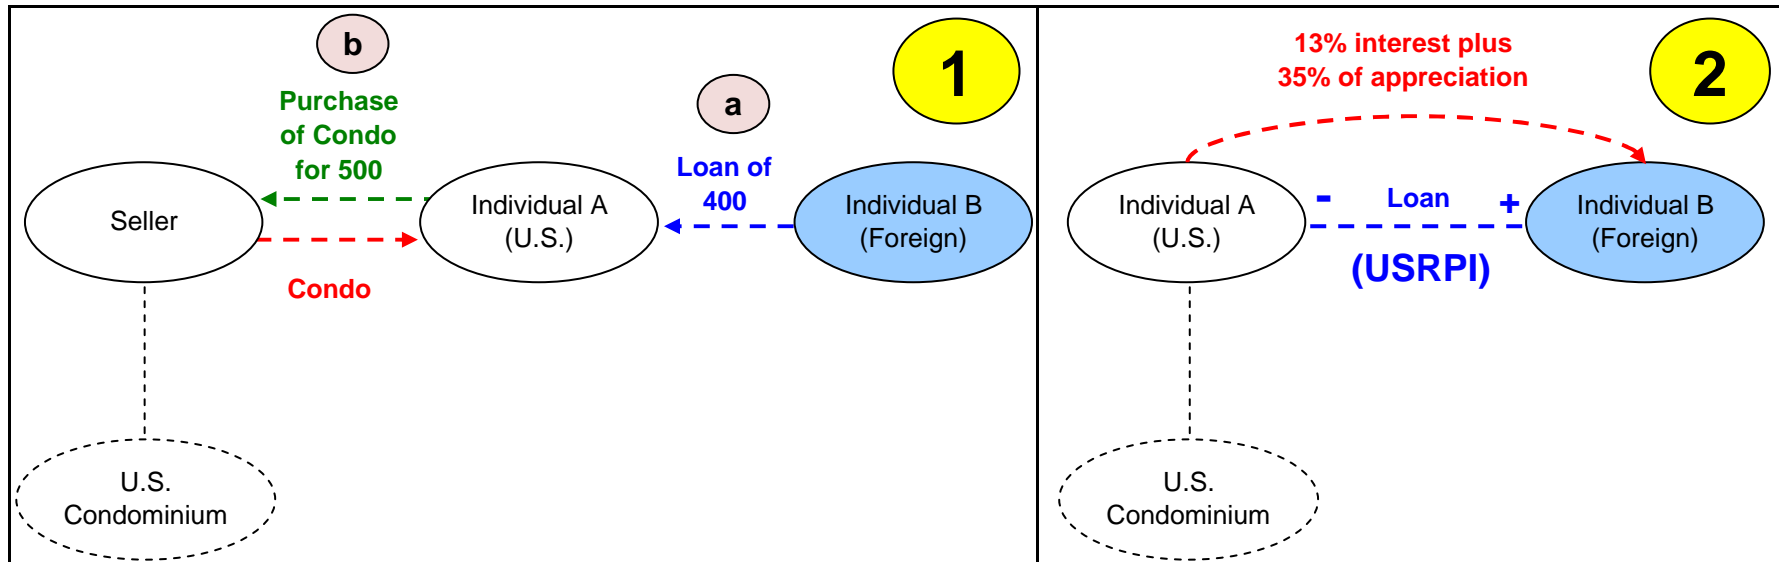 b
Purchase
of Condo
for 500
a
1
Loan of
400
Seller
Individual A
(U.S.)
Individual B
(Foreign)
Condo
U.S.
Condominium
13% interest plus
35% of appreciation
2
Individual A
(U.S.)
- Loan +
(USRPI)
Individual B
(Foreign)
U.S.
Condominium